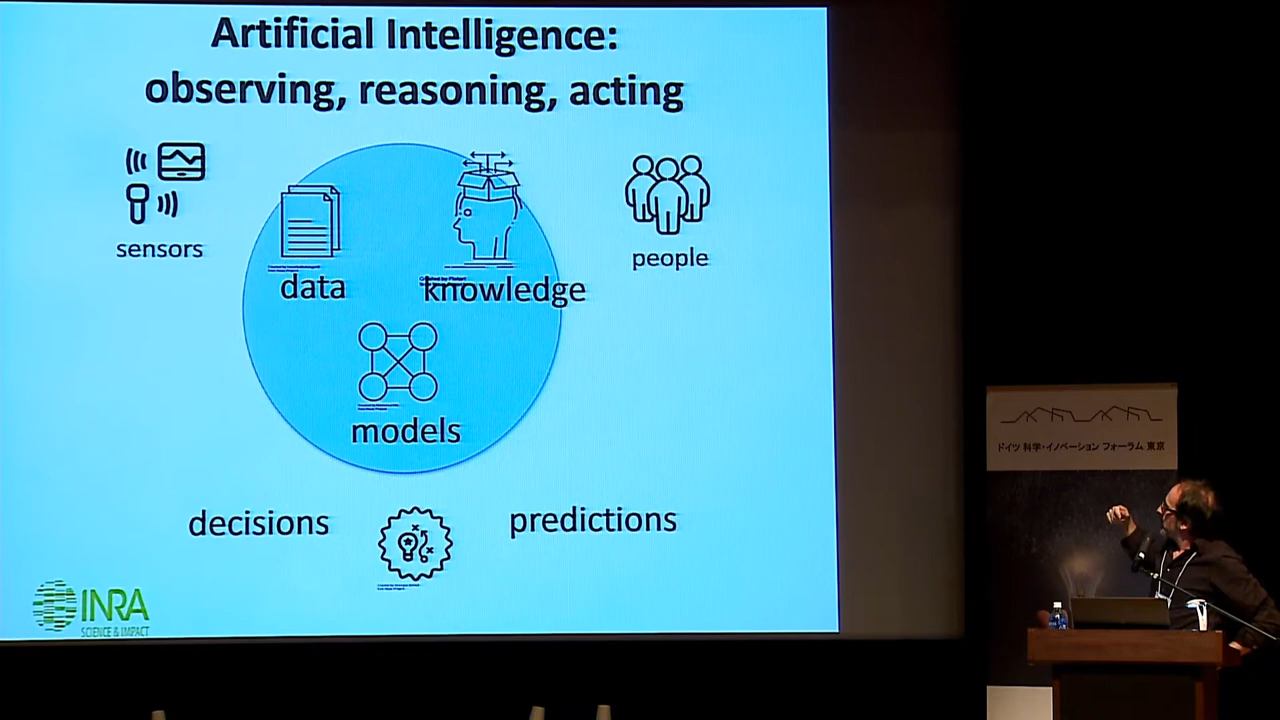 Artificial Intelligence:
observing, reasoning, acting
sensors
data
knowledge
people
models
decisions
predictions
INRA
SCIENCE & IMPACT
ドイツ 科学・イノベーション フォーラム 東京